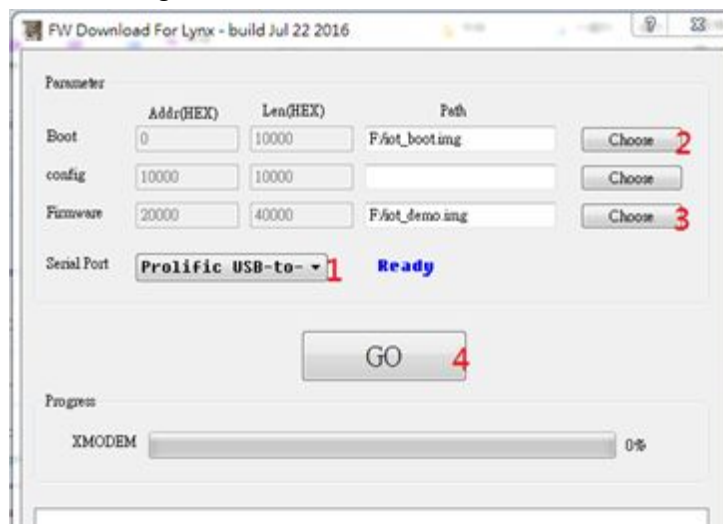 FW Download For Lynx - build Jul 22 2016
Parameter
Addr(HEX) Len(HEX) Path
Boot 0 10000 F:/iot_boot.img Choose 2
config 10000 10000 Choose
Firmware 20000 40000 F:/iot_demo.img Choose 3
Serial Port Prolific USB-to- 1 Ready
GO 4
Progress
XMODEM 0%